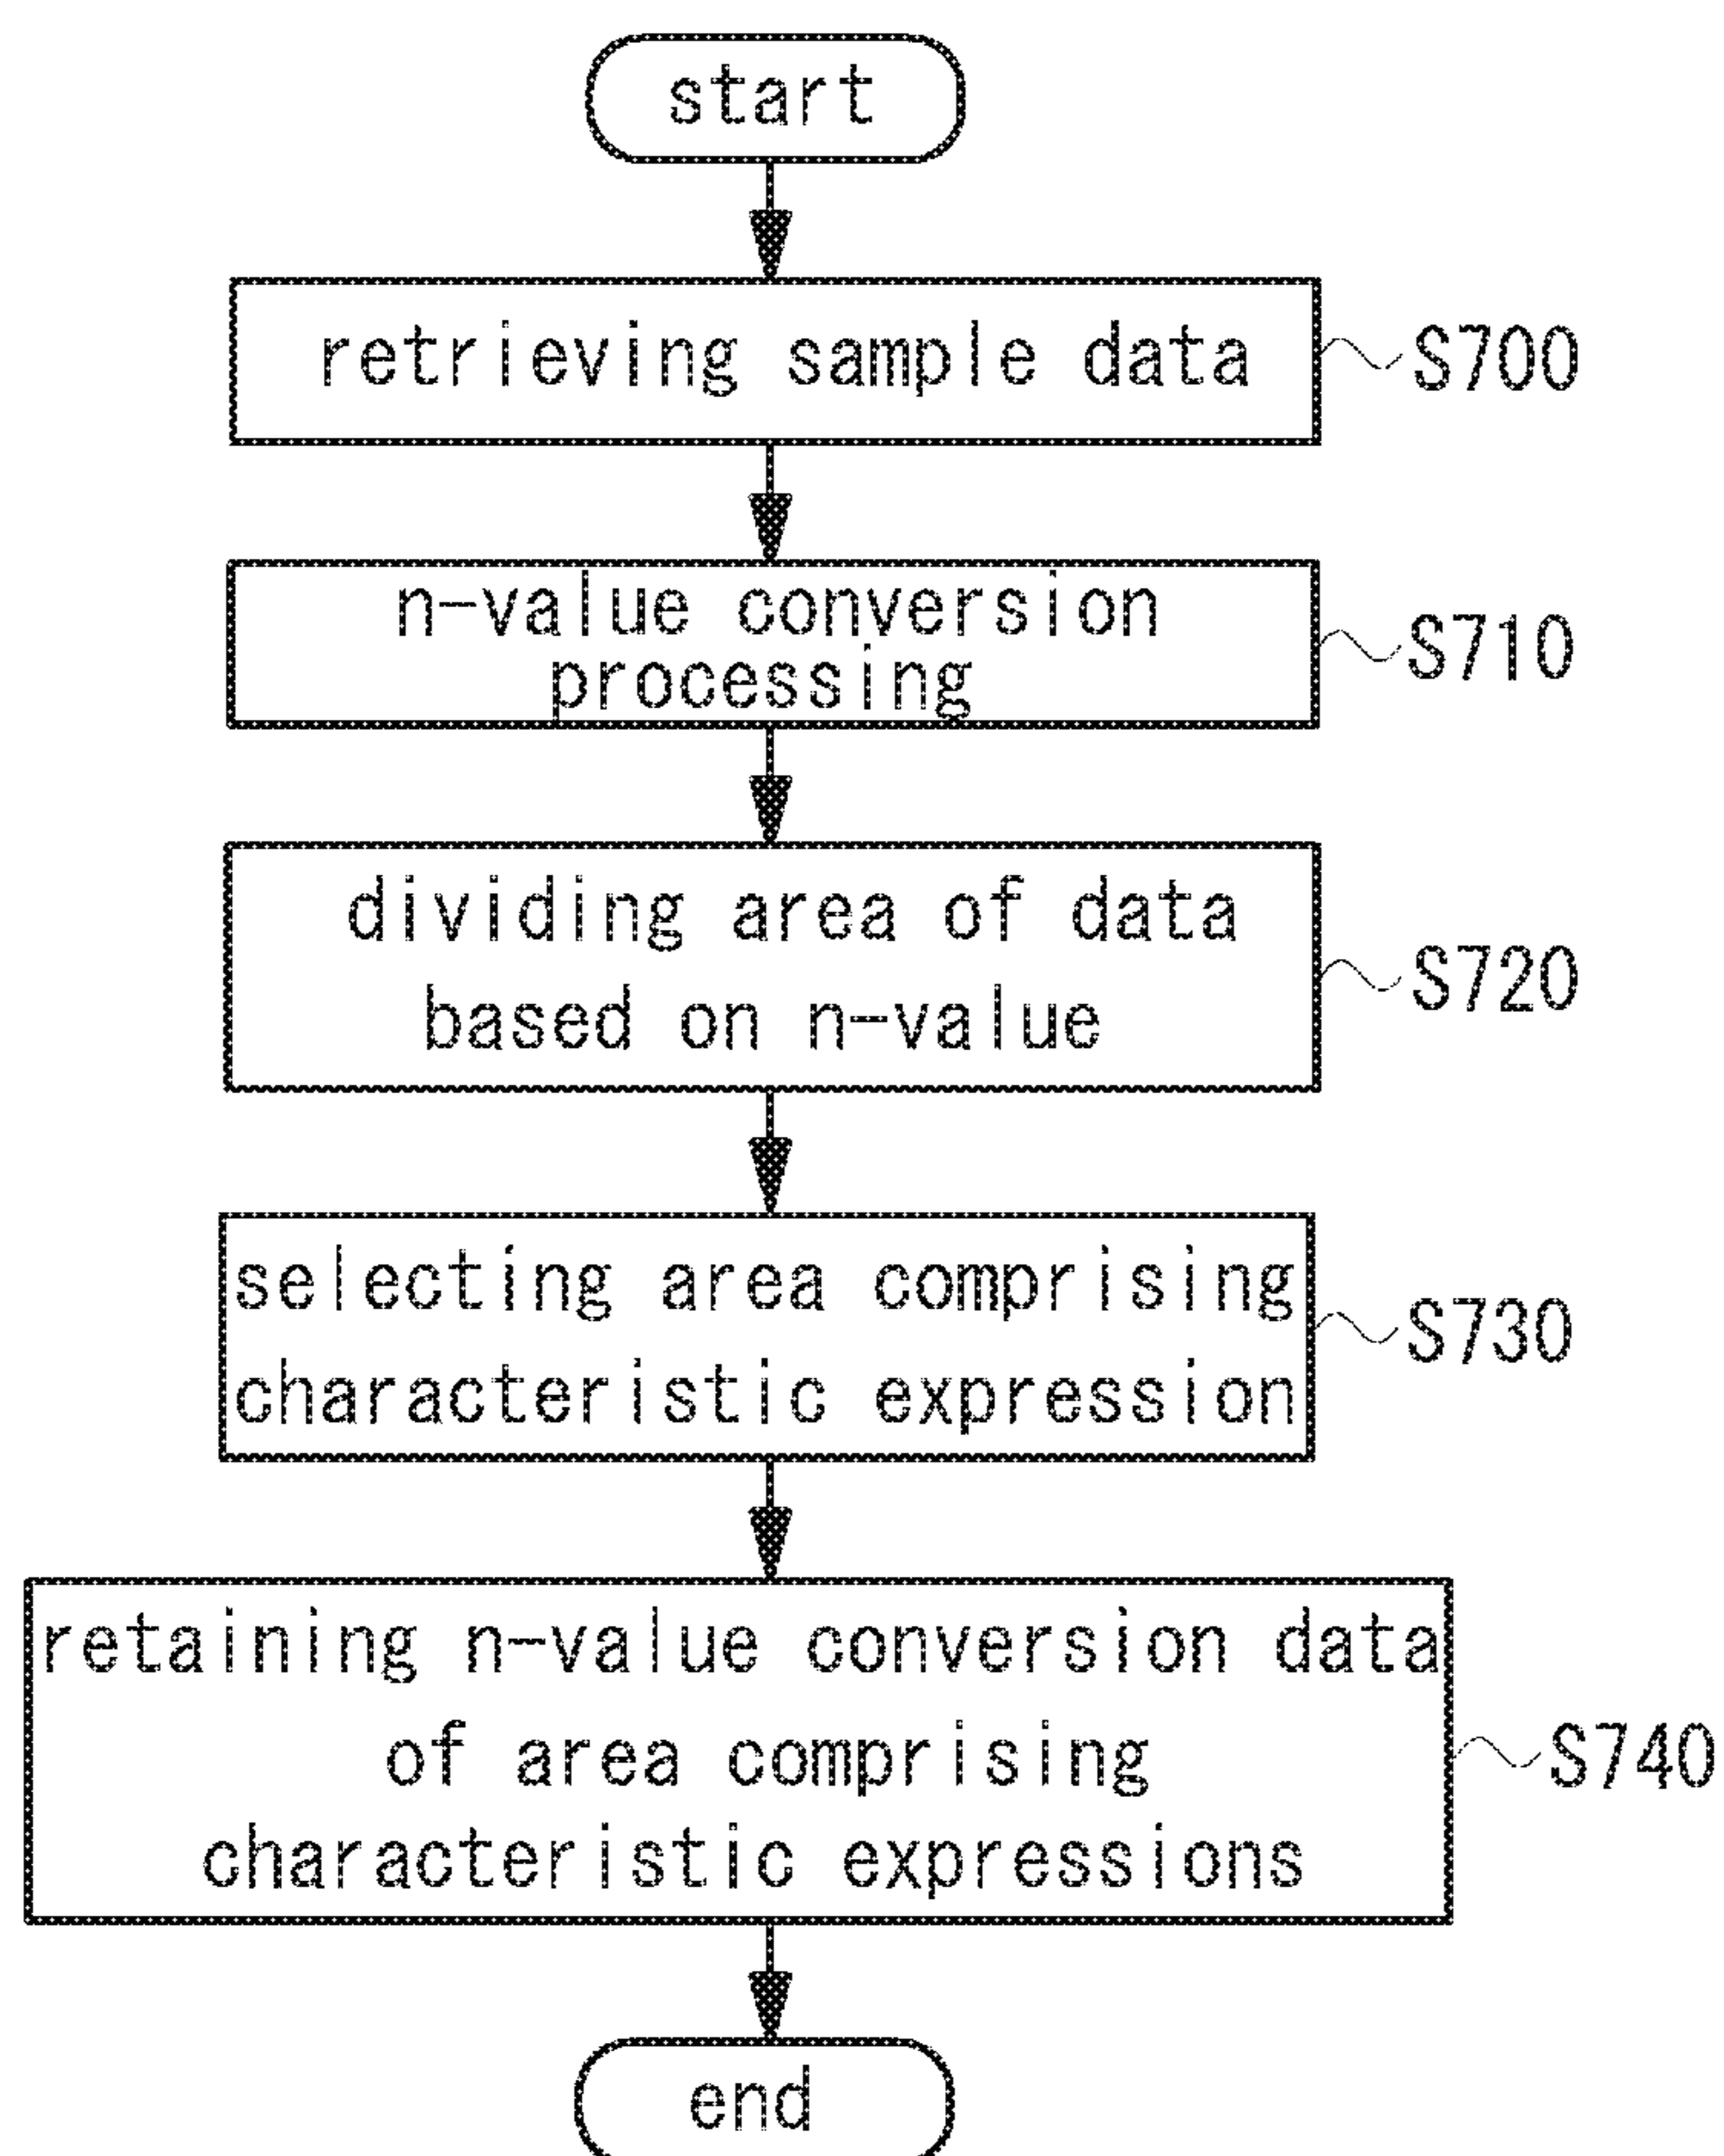 start
retrieving sample data
S700
n-value conversion
processing
S710
dividing area of data
based on n-value
S720
selecting area comprising
characteristic expression
S730
retaining n-value conversion data
of area comprising
characteristic expressions
S740
end